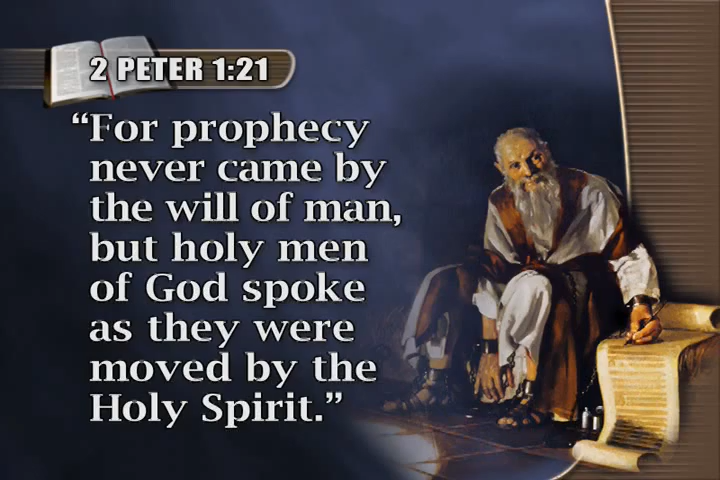 2 PETER 1:21
“For prophecy
never came by
the will of man,
but holy men
of God spoke
as they were
moved by the
Holy Spirit.”